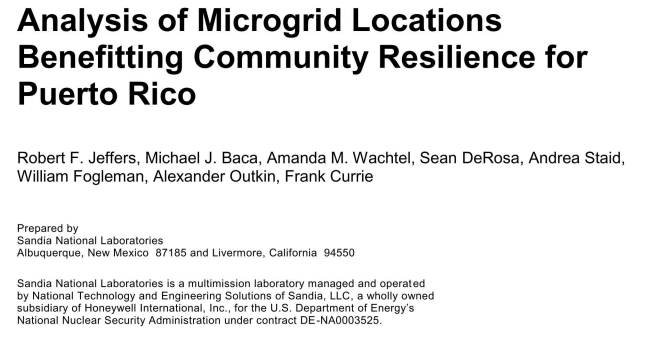 Analysis of Microgrid Locations
Benefitting Community Resilience for
Puerto Rico
Robert F. Jeffers, Michael J. Baca, Amanda M. Wachtel, Sean DeRosa, Andrea Staid,
William Fogleman, Alexander Outkin, Frank Currie
Prepared by
Sandia National Laboratories
Albuquerque, New Mexico 87185 and Livermore, California 94550
Sandia National Laboratories is a multimission laboratory managed and operated
by National Technology and Engineering Solutions of Sandia, LLC, a wholly owned
subsidiary of Honeywell International, Inc., for the U.S. Department of Energy's
National Nuclear Security Administration under contract DE-NA0003525.